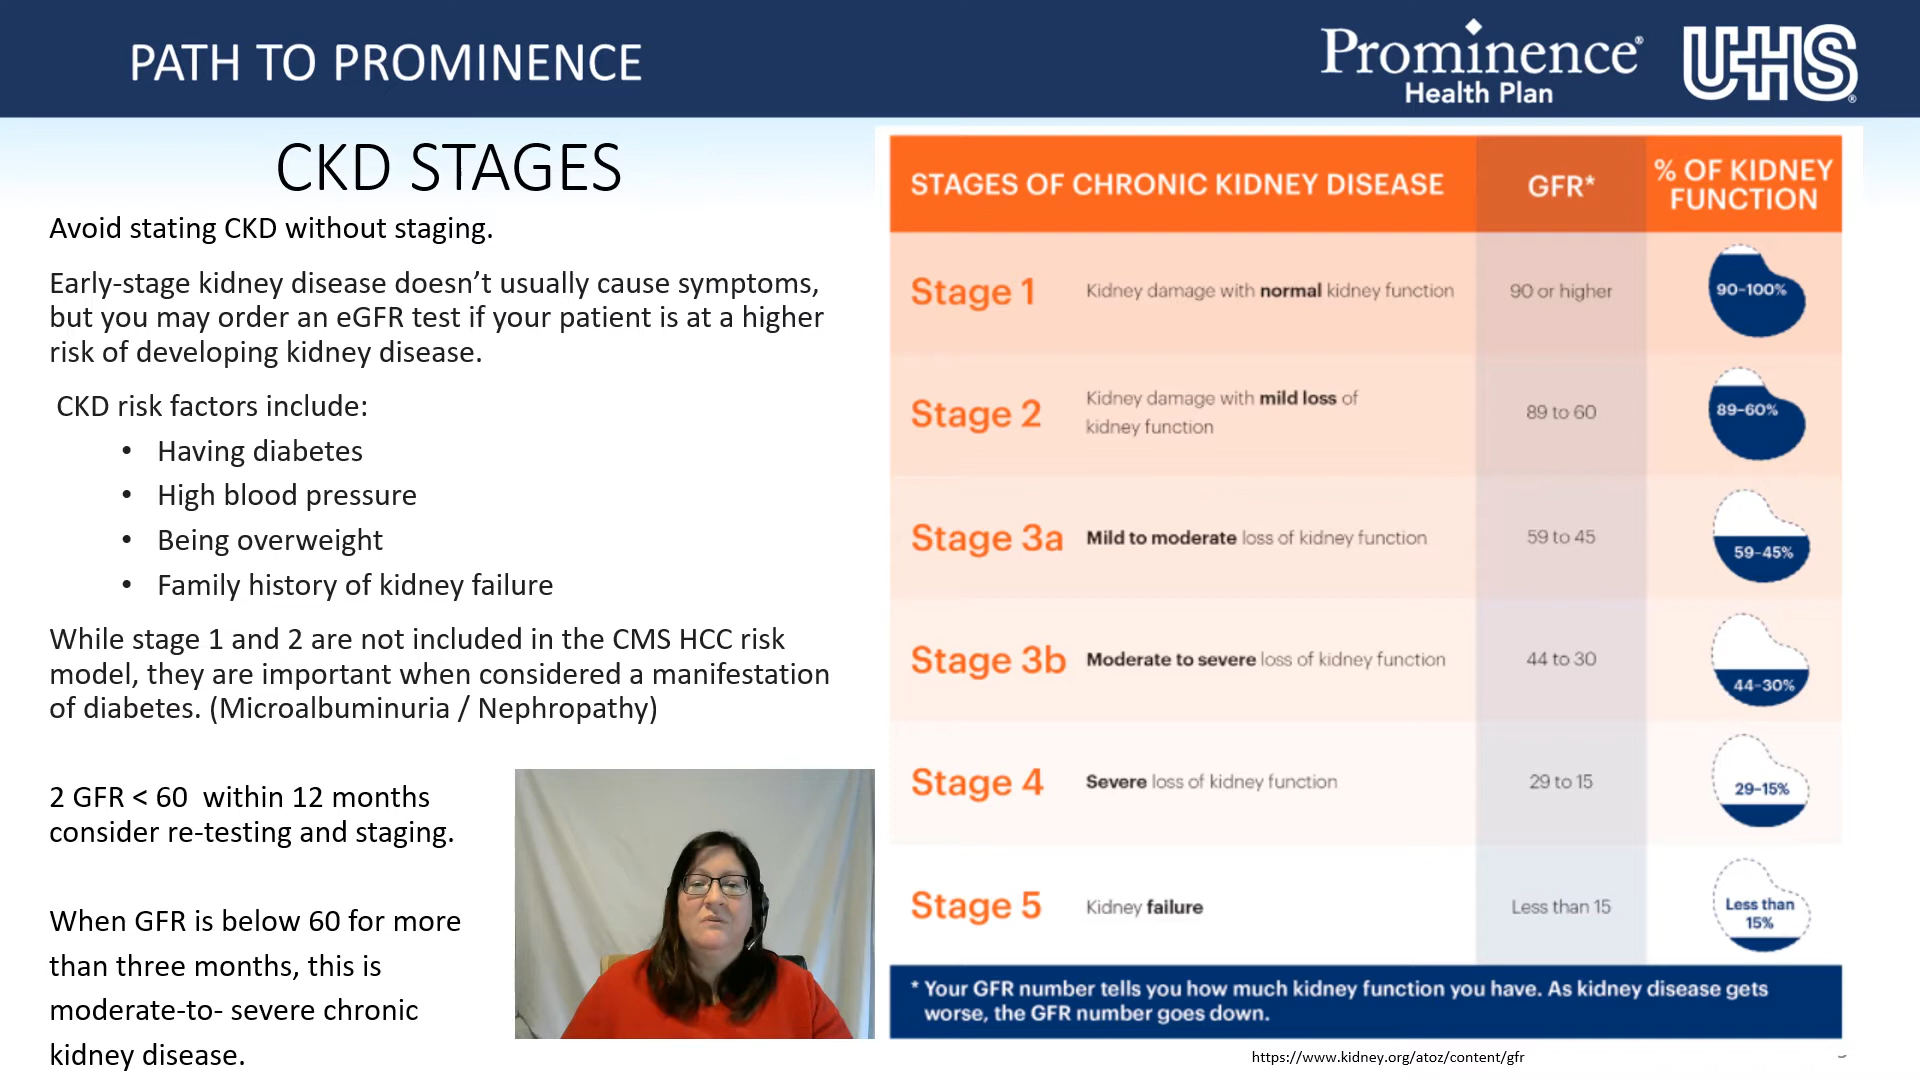 PATH TO PROMINENCE
Prominence®
Health Plan
UHS®
CKD STAGES
Avoid stating CKD without staging.
Early-stage kidney disease doesn’t usually cause symptoms,
but you may order an eGFR test if your patient is at a higher
risk of developing kidney disease.
CKD risk factors include:
• Having diabetes
• High blood pressure
• Being overweight
• Family history of kidney failure
While stage 1 and 2 are not included in the CMS HCC risk
model, they are important when considered a manifestation
of diabetes. (Microalbuminuria / Nephropathy)
2 GFR < 60 within 12 months
consider re-testing and staging.
When GFR is below 60 for more
than three months, this is
moderate-to- severe chronic
kidney disease.
STAGES OF CHRONIC KIDNEY DISEASE
GFR*
% OF KIDNEY
FUNCTION
Stage 1
Kidney damage with normal kidney function
90 or higher
90–100%
Stage 2
Kidney damage with mild loss of
kidney function
89 to 60
89–60%
Stage 3a
Mild to moderate loss of kidney function
59 to 45
59–45%
Stage 3b
Moderate to severe loss of kidney function
44 to 30
44–30%
Stage 4
Severe loss of kidney function
29 to 15
29–15%
Stage 5
Kidney failure
Less than 15
Less than
15%
* Your GFR number tells you how much kidney function you have. As kidney disease gets
worse, the GFR number goes down.
https://www.kidney.org/atoz/content/gfr